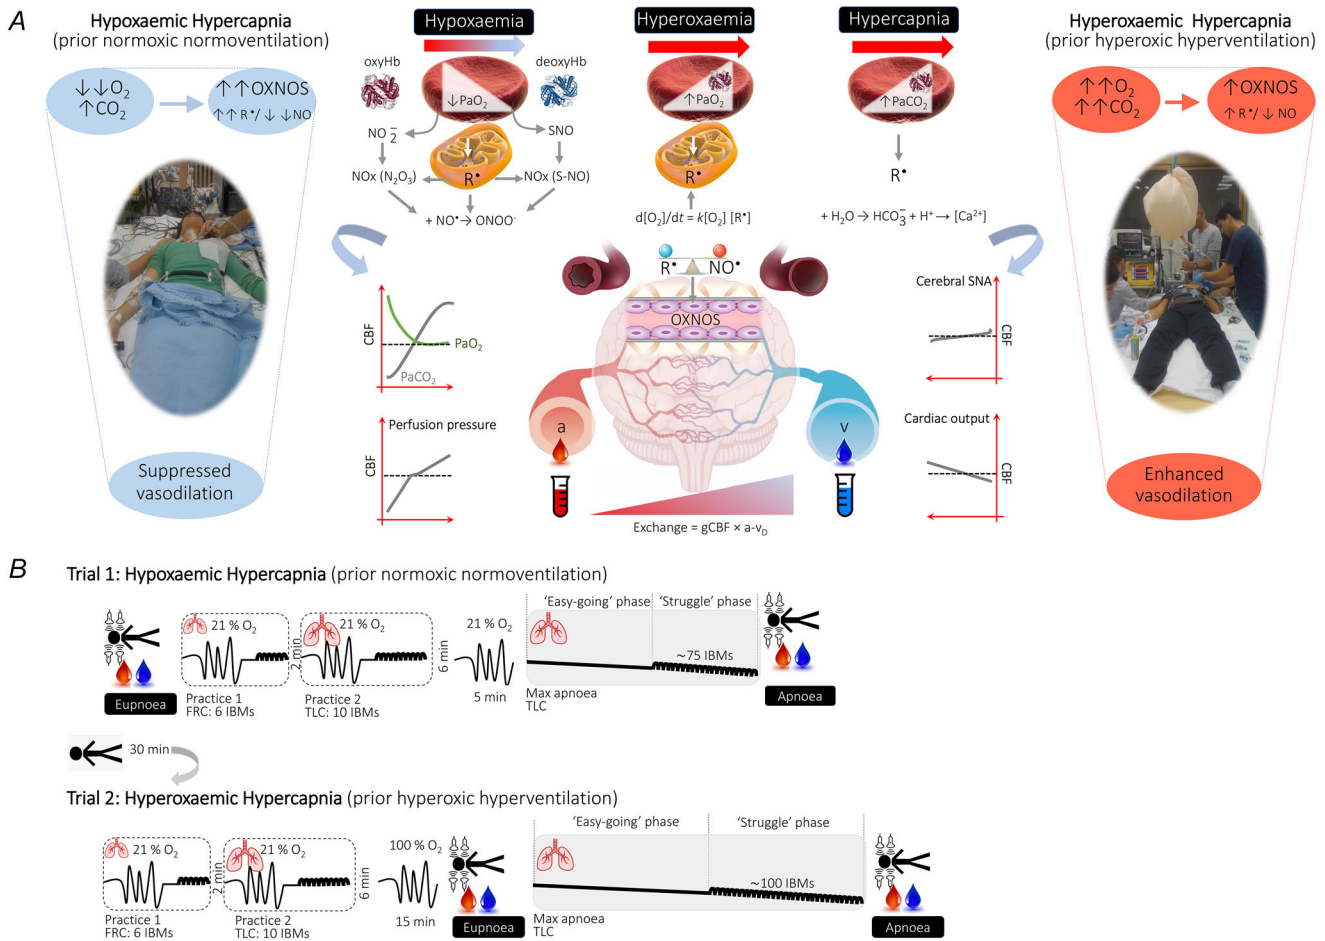 A
Hypoxaemic Hypercapnia
(prior normoxic normoventilation)
↓↓O2
↑CO2
↑↑OXNOS
↑↑ R•/ ↓ ↓NO
Suppressed
vasodilation
Hypoxaemia
oxyHb
deoxyHb
↓PaO2
NO2−
SNO
R•
NOx (N2O3)
NOx (S-NO)
+ NO•→ ONOO-
Hyperoxaemia
↑PaO2
R•
d[O2]/dt = k[O2] [R•]
Hypercapnia
↑PaCO2
R•
+ H2O → HCO3− + H+ → [Ca2+]
Hyperoxaemic Hypercapnia
(prior hyperoxic hyperventilation)
↑↑O2
↑↑CO2
↑OXNOS
↑ R•/ ↓ NO
Enhanced
vasodilation
CBF
PaO2
PaCO2
Perfusion pressure
CBF
R•
NO•
OXNOS
a
v
Exchange = gCBF × a-vD
Cerebral SNA
CBF
Cardiac output
CBF
B
Trial 1: Hypoxaemic Hypercapnia (prior normoxic normoventilation)
Eupnoea
21 % O2
Practice 1
FRC: 6 IBMs
2 min
21 % O2
Practice 2
TLC: 10 IBMs
6 min
21 % O2
5 min
'Easy-going' phase
'Struggle' phase
~75 IBMs
Max apnoea
TLC
Apnoea
30 min
Trial 2: Hyperoxaemic Hypercapnia (prior hyperoxic hyperventilation)
21 % O2
Practice 1
FRC: 6 IBMs
2 min
21 % O2
Practice 2
TLC: 10 IBMs
6 min
100 % O2
15 min
Eupnoea
'Easy-going' phase
'Struggle' phase
~100 IBMs
Max apnoea
TLC
Apnoea